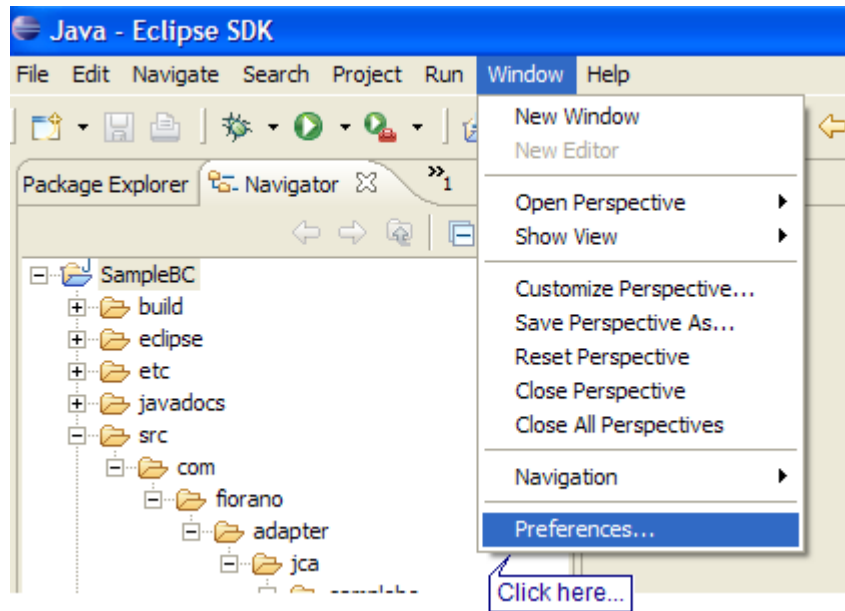 Java - Eclipse SDK
File Edit Navigate Search Project Run Window Help
New Window
New Editor
Open Perspective
Show View
Customize Perspective...
Save Perspective As...
Reset Perspective
Close Perspective
Close All Perspectives
Navigation
Preferences...
Click here...
Package Explorer Navigator »1
SampleBC
build
eclipse
etc
javadocs
src
com
fiorano
adapter
jca